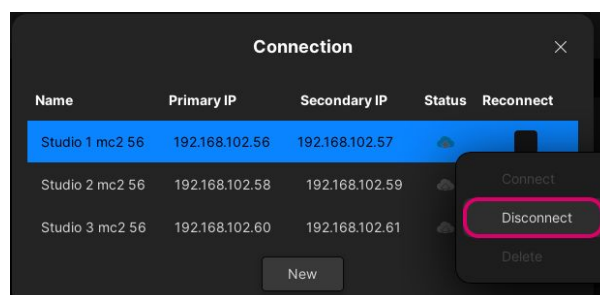 Connection
Name Primary IP Secondary IP Status Reconnect
Studio 1 mc2 56 192.168.102.56 192.168.102.57
Connect
Studio 2 mc2 56 192.168.102.58 192.168.102.59
Disconnect
Studio 3 mc2 56 192.168.102.60 192.168.102.61
Delete
New